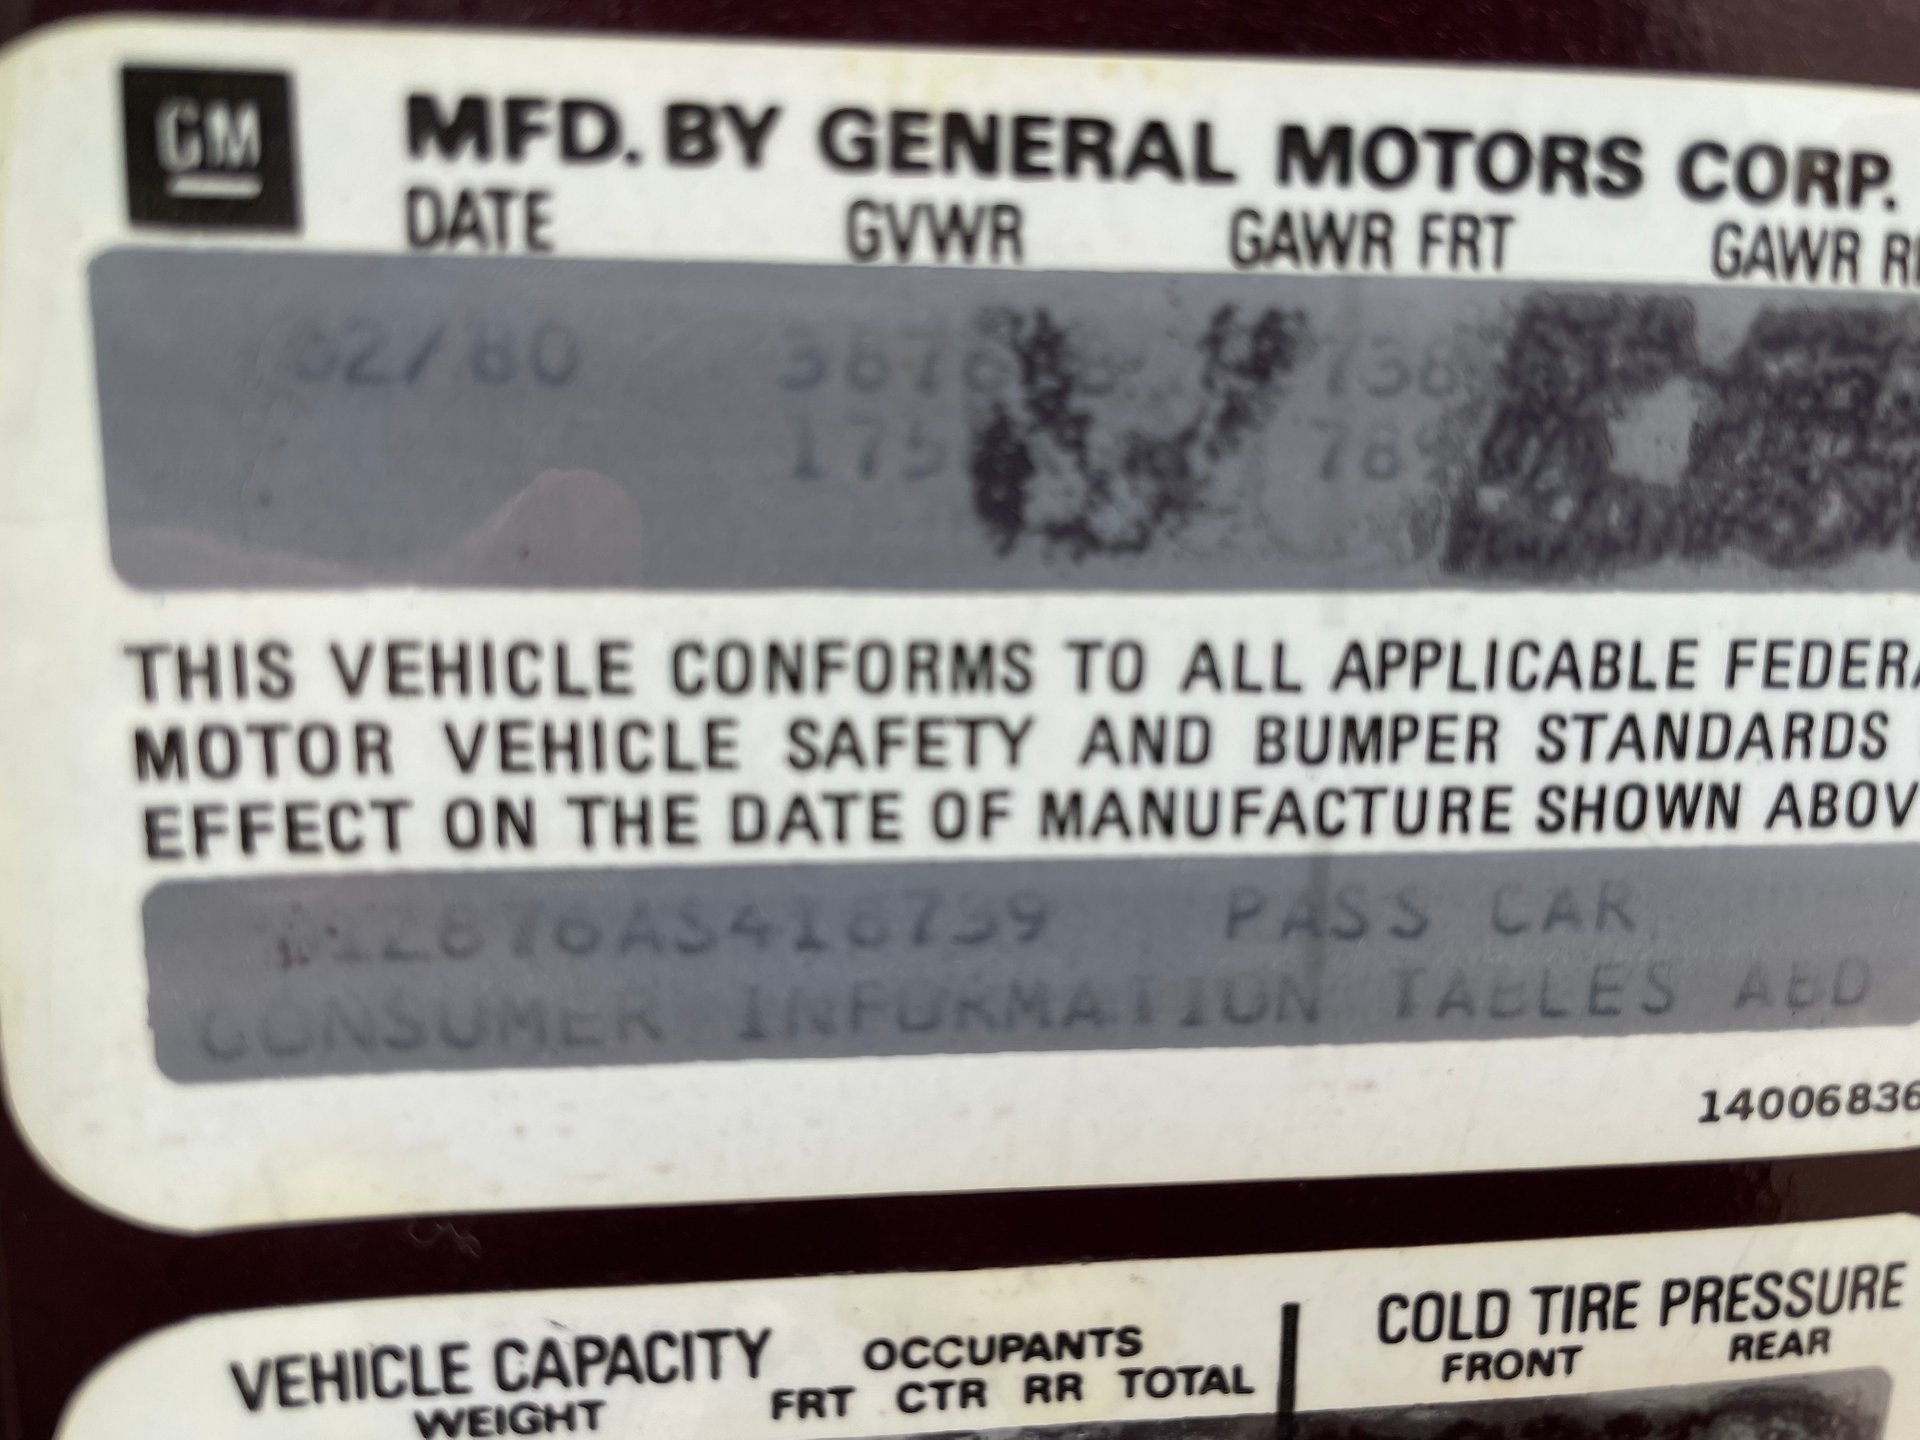 GM
MFD. BY GENERAL MOTORS CORP.
DATE GVWR GAWR FRT GAWR
02/80
THIS VEHICLE CONFORMS TO ALL APPLICABLE
MOTOR VEHICLE SAFETY AND BUMPER STANDARDS
EFFECT ON THE DATE OF MANUFACTURE SHOWN
PASS CAR
CONSUMER INFORMATION TABLES
14006836
VEHICLE CAPACITY OCCUPANTS COLD TIRE PRESSURE
WEIGHT FRT CTR RR TOTAL FRONT REAR